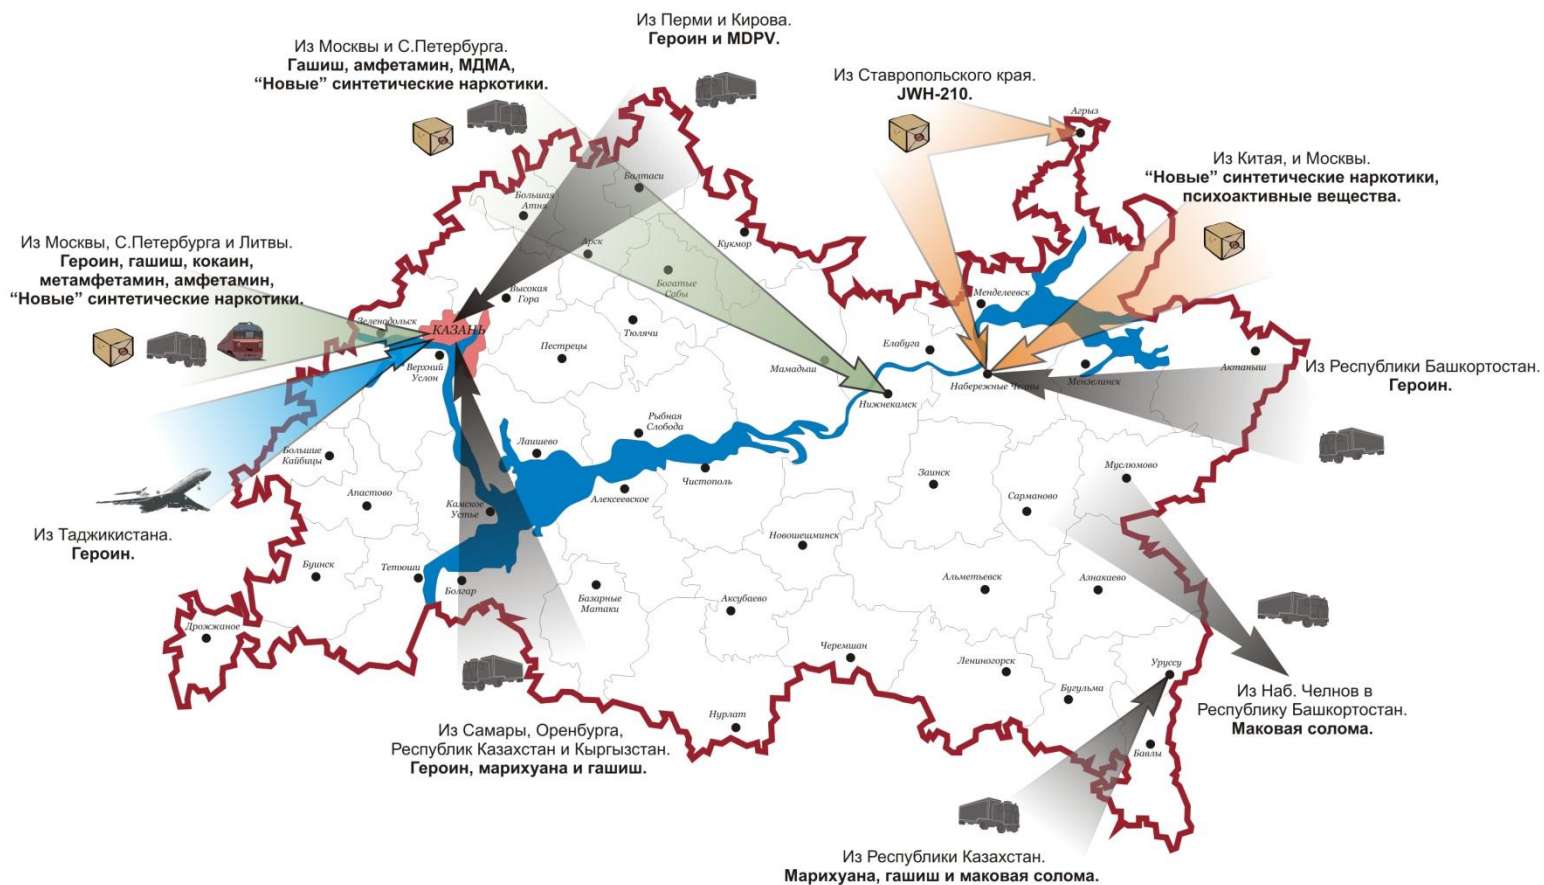 Из Перми и Кирова.
Героин и MDPV.
Из Москвы и С.Петербурга.
Гашиш, амфетамин, МДМА,
“Новые” синтетические наркотики.
Из Ставропольского края.
JWH-210.
Агрыз
Из Китая, и Москвы.
“Новые” синтетические наркотики,
психоактивные вещества.
Балтаси
Большая
Атня
Арск
Кукмор
Из Москвы, С.Петербурга и Литвы.
Героин, гашиш, кокаин,
метамфетамин, амфетамин,
“Новые” синтетические наркотики.
Богатые
Сабы
Высокая
Гора
Менделеевск
Зеленодольск
КАЗАНЬ
Тюлячи
Пестрецы
Верхний
Услон
Мамадыш
Елабуга
Набережные Челны
Мензелинск
Актаныш
Из Республики Башкортостан.
Героин.
Нижнекамск
Рыбная
Слобода
Лаишево
Большие
Кайбицы
Чистополь
Заинск
Муслюмово
Апастово
Камское
Устье
Алексеевское
Сарманово
Из Таджикистана.
Героин.
Новошешминск
Буинск
Тетюши
Болгар
Базарные
Матаки
Аксубаево
Альметьевск
Азнакаево
Дрожжаное
Черемшан
Лениногорск
Уруссу
Бугульма
Нурлат
Бавлы
Из Наб. Челнов в
Республику Башкортостан.
Маковая солома.
Из Самары, Оренбурга,
Республик Казахстан и Кыргызстан.
Героин, марихуана и гашиш.
Из Республики Казахстан.
Марихуана, гашиш и маковая солома.